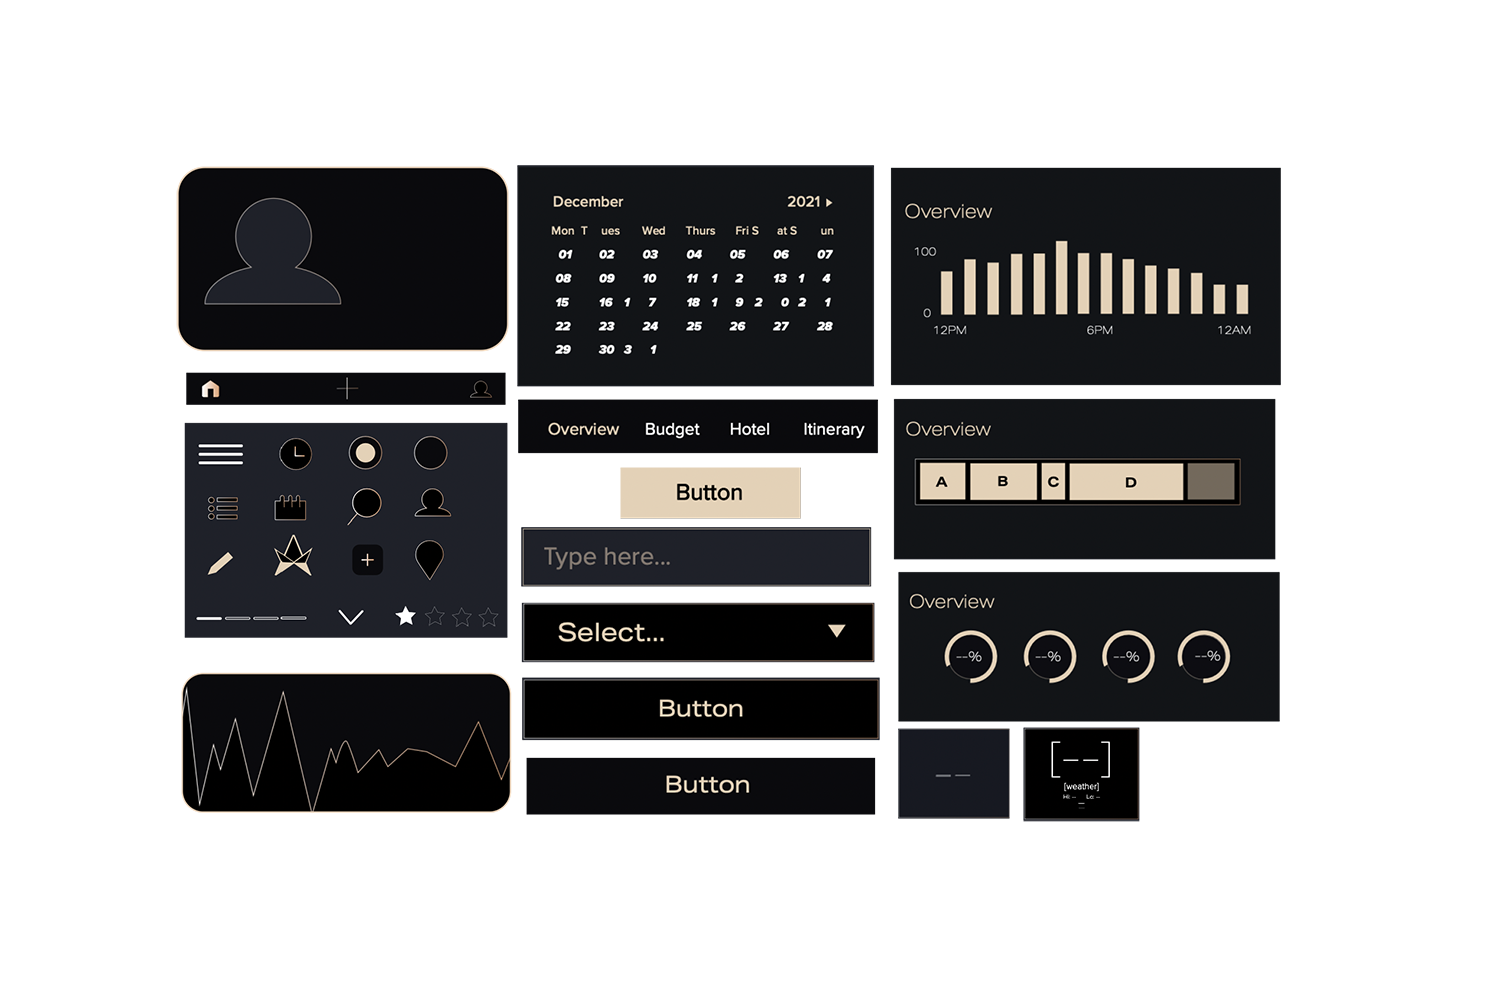 December 2021
Mon T ues Wed Thurs Fri S at S un
01 02 03 04 05 06 07
08 09 10 11 1 2 13 1 4
15 16 1 7 18 1 9 2 0 2 1
22 23 24 25 26 27 28
29 30 3 1
Overview Budget Hotel Itinerary
Button
Type here...
Select...
Button
Button
Overview
100
0
12PM 6PM 12AM
Overview
A B C D
Overview
--% --% --% --%
– –
[– –]
[weather]
Hi: -- Lo: --